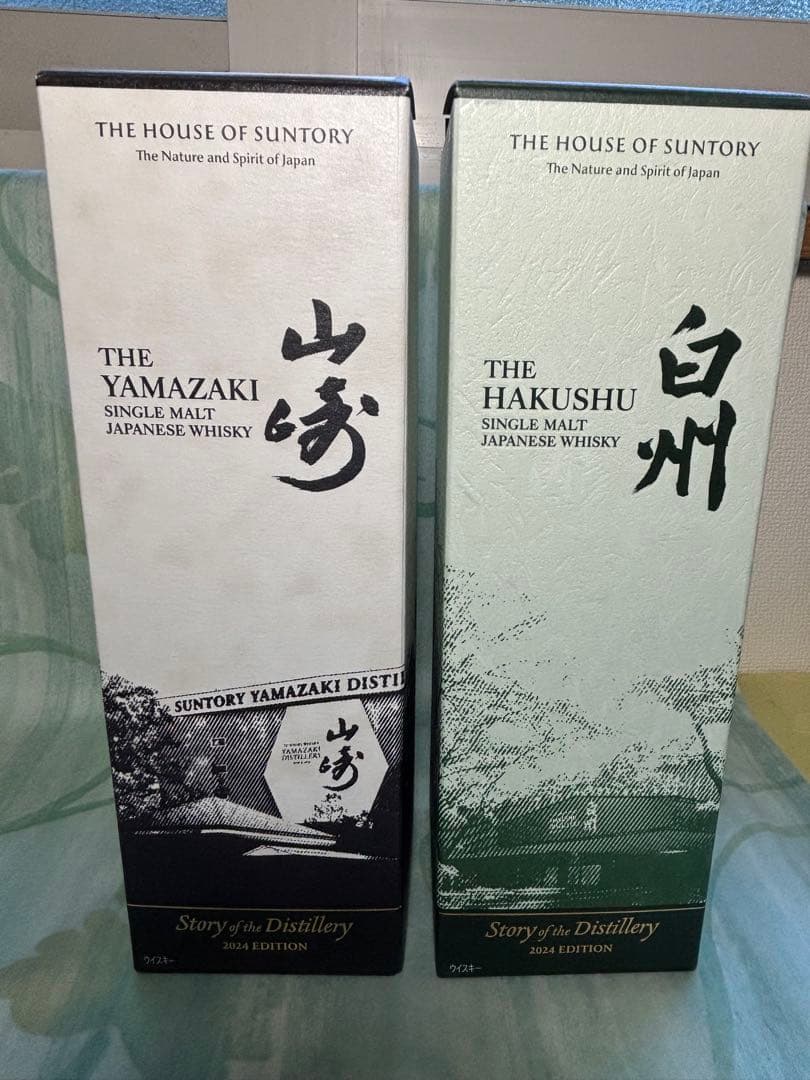 THE HOUSE OF SUNTORY
The Nature and Spirit of Japan
THE
YAMAZAKI
SINGLE MALT
JAPANESE WHISKY
山崎
SUNTORY YAMAZAKI DISTI
YAMAZAKI
DISTILLERY
山崎
Story of the Distillery
2024 EDITION
ウイスキー
THE HOUSE OF SUNTORY
The Nature and Spirit of Japan
THE
HAKUSHU
SINGLE MALT
JAPANESE WHISKY
白州
Story of the Distillery
2024 EDITION
ウイスキー